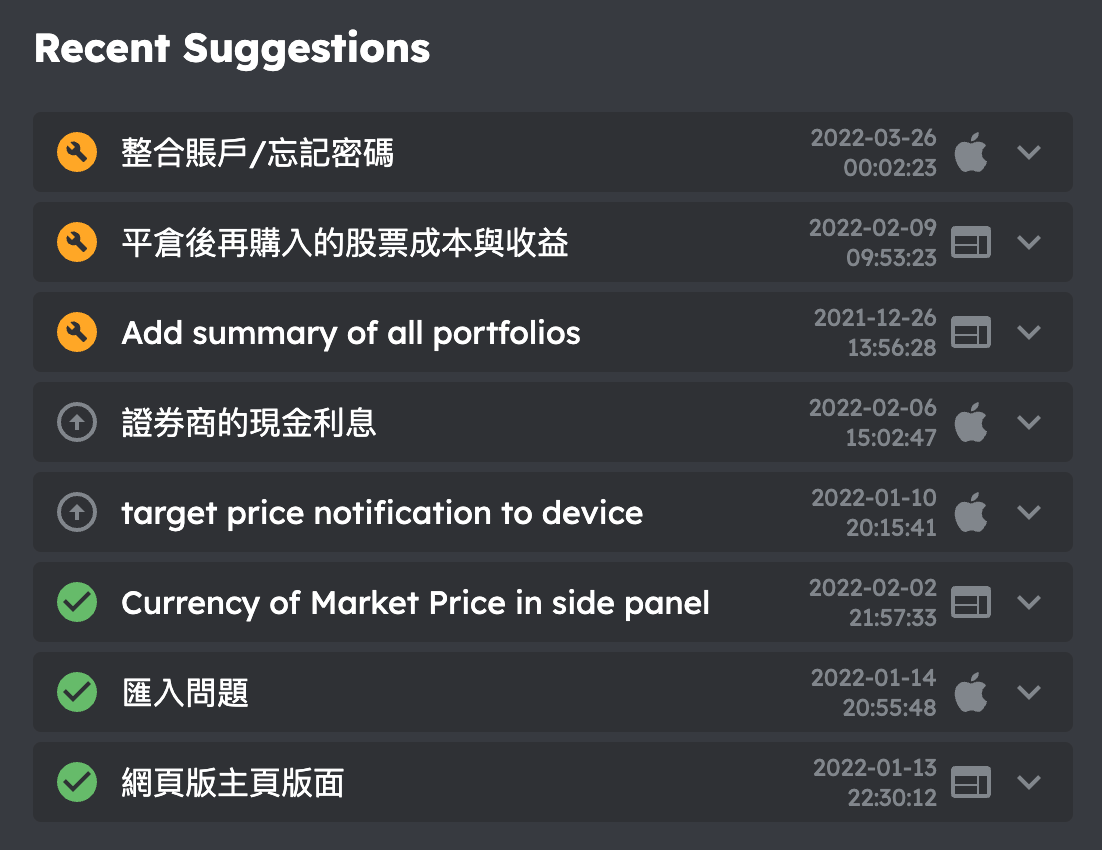 Recent Suggestions
整合賬戶/忘記密碼
2022-03-26
00:02:23
平倉後再購入的股票成本與收益
2022-02-09
09:53:23
Add summary of all portfolios
2021-12-26
13:56:28
證券商的現金利息
2022-02-06
15:02:47
target price notification to device
2022-01-10
20:15:41
Currency of Market Price in side panel
2022-02-02
21:57:33
匯入問題
2022-01-14
20:55:48
網頁版主頁版面
2022-01-13
22:30:12